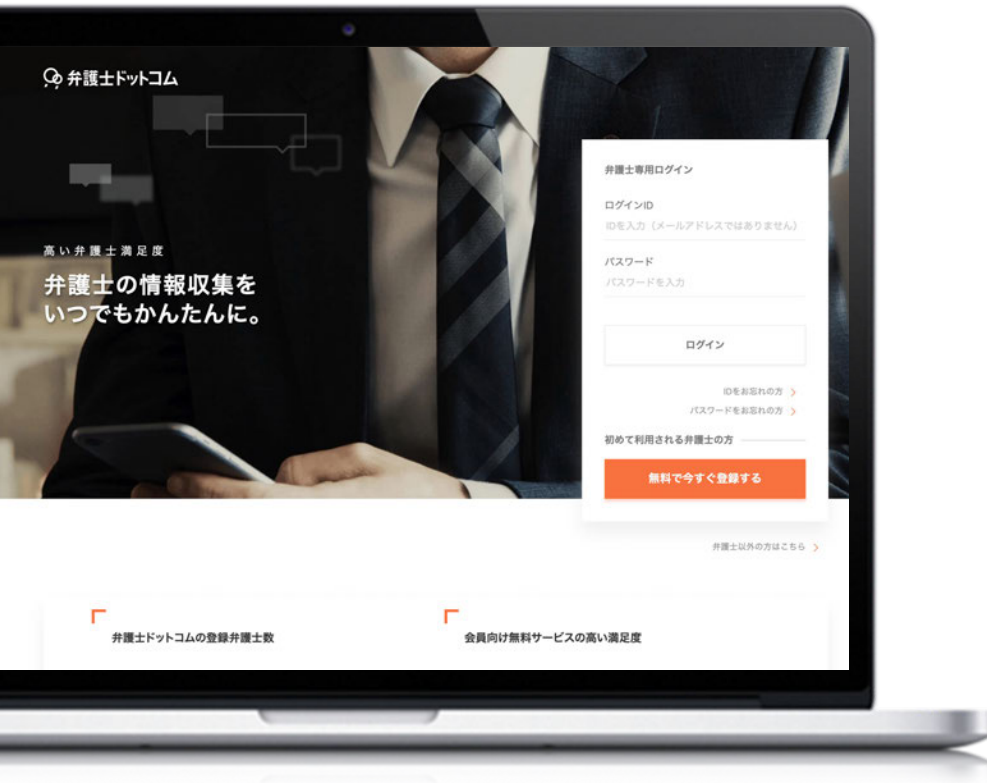 弁護士ドットコム
高い弁護士満足度
弁護士の情報収集を
いつでもかんたんに。
弁護士専用ログイン
ログインID
IDを入力（メールアドレスではありません）
パスワード
パスワードを入力
ログイン
IDをお忘れの方
パスワードをお忘れの方
初めて利用される弁護士の方
無料で今すぐ登録する
弁護士以外の方はこちら
弁護士ドットコムの登録弁護士数
会員向け無料サービスの高い満足度